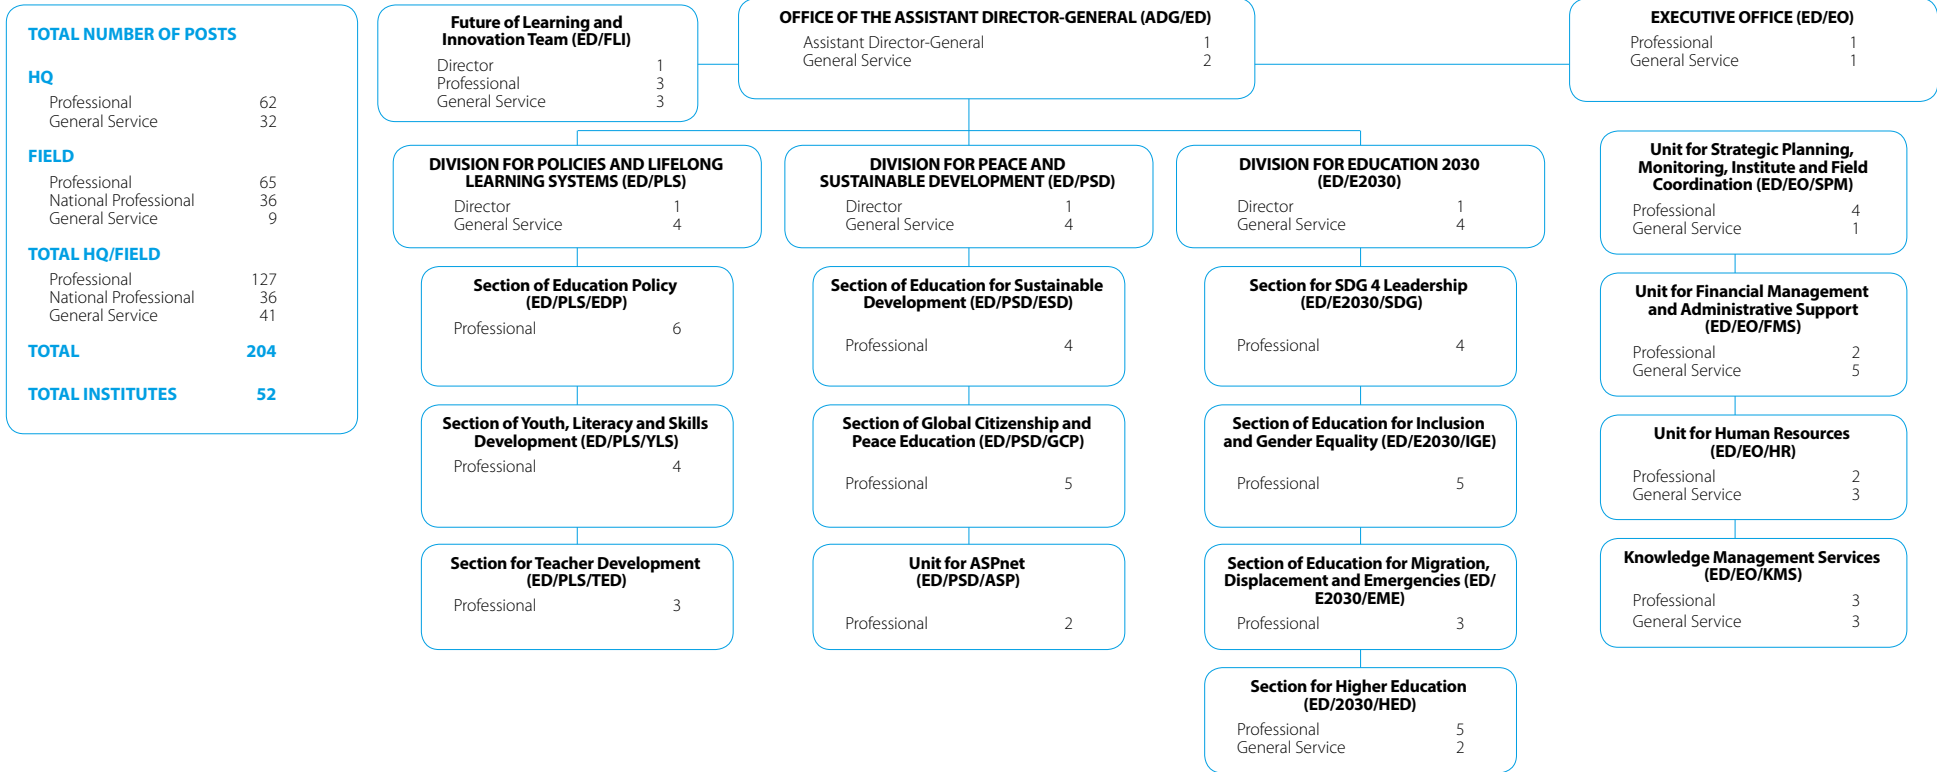 TOTAL NUMBER OF POSTS
HQ
Professional 62
General Service 32
FIELD
Professional 65
National Professional 36
General Service 9
TOTAL HQ/FIELD
Professional 127
National Professional 36
General Service 41
TOTAL 204
TOTAL INSTITUTES 52
Future of Learning and
Innovation Team (ED/FLI)
Director 1
Professional 3
General Service 3
OFFICE OF THE ASSISTANT DIRECTOR-GENERAL (ADG/ED)
Assistant Director-General 1
General Service 2
EXECUTIVE OFFICE (ED/EO)
Professional 1
General Service 1
DIVISION FOR POLICIES AND LIFELONG
LEARNING SYSTEMS (ED/PLS)
Director 1
General Service 4
Section of Education Policy
(ED/PLS/EDP)
Professional 6
Section of Youth, Literacy and Skills
Development (ED/PLS/YLS)
Professional 4
Section for Teacher Development
(ED/PLS/TED)
Professional 3
DIVISION FOR PEACE AND
SUSTAINABLE DEVELOPMENT (ED/PSD)
Director 1
General Service 4
Section of Education for Sustainable
Development (ED/PSD/ESD)
Professional 4
Section of Global Citizenship and
Peace Education (ED/PSD/GCP)
Professional 5
Unit for ASPnet
(ED/PSD/ASP)
Professional 2
DIVISION FOR EDUCATION 2030
(ED/E2030)
Director 1
General Service 4
Section for SDG 4 Leadership
(ED/E2030/SDG)
Professional 4
Section of Education for Inclusion
and Gender Equality (ED/E2030/IGE)
Professional 5
Section of Education for Migration,
Displacement and Emergencies (ED/
E2030/EME)
Professional 3
Section for Higher Education
(ED/2030/HED)
Professional 5
General Service 2
Unit for Strategic Planning,
Monitoring, Institute and Field
Coordination (ED/EO/SPM)
Professional 4
General Service 1
Unit for Financial Management
and Administrative Support
(ED/EO/FMS)
Professional 2
General Service 5
Unit for Human Resources
(ED/EO/HR)
Professional 2
General Service 3
Knowledge Management Services
(ED/EO/KMS)
Professional 3
General Service 3